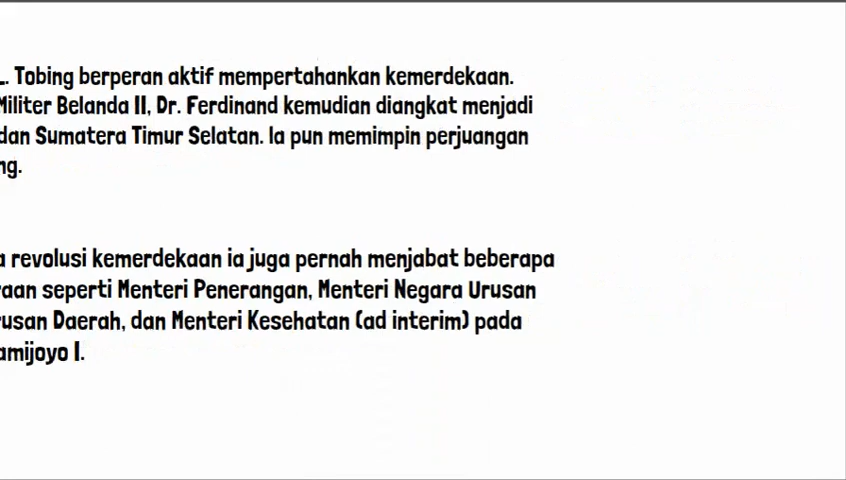 L. Tobing berperan aktif mempertahankan kemerdekaan.
Militer Belanda II, Dr. Ferdinand kemudian diangkat menjadi
dan Sumatera Timur Selatan. Ia pun memimpin perjuangan
ng.
a revolusi kemerdekaan ia juga pernah menjabat beberapa
raan seperti Menteri Penerangan, Menteri Negara Urusan
rusan Daerah, dan Menteri Kesehatan (ad interim) pada
amijoyo I.